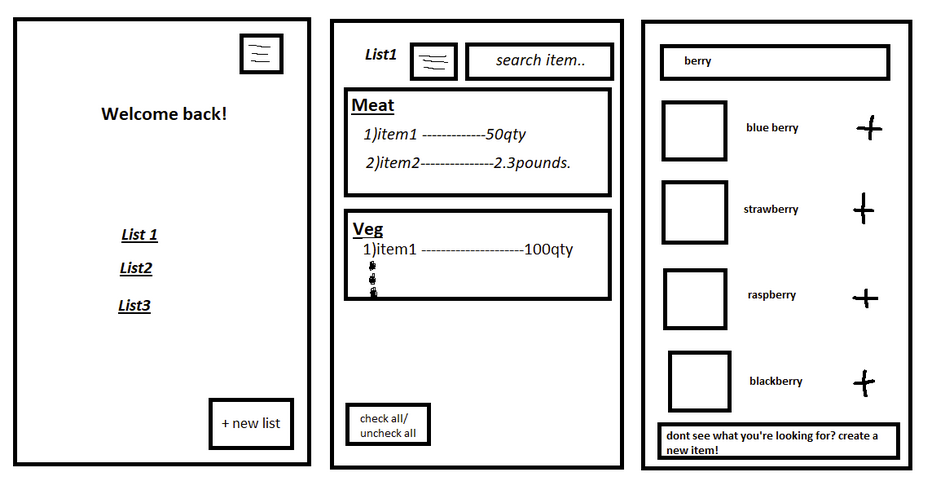 Welcome back!
List 1
List2
List3
+ new list
List1
search item..
Meat
1)item1 -------------50qty
2)item2---------------2.3pounds.
Veg
1)item1 ---------------------100qty
check all/
uncheck all
berry
blue berry
strawberry
raspberry
blackberry
dont see what you're looking for? create a
new item!